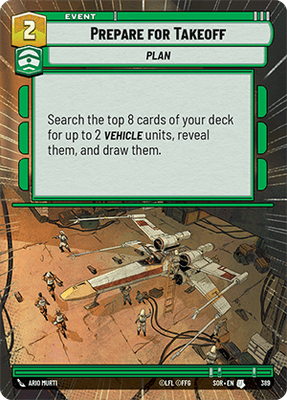 EVENT
2
PREPARE FOR TAKEOFF
PLAN
Search the top 8 cards of your deck
for up to 2 VEHICLE units, reveal
them, and draw them.
ARIO MURTI
©LFL ©FFG
SOR • EN
389